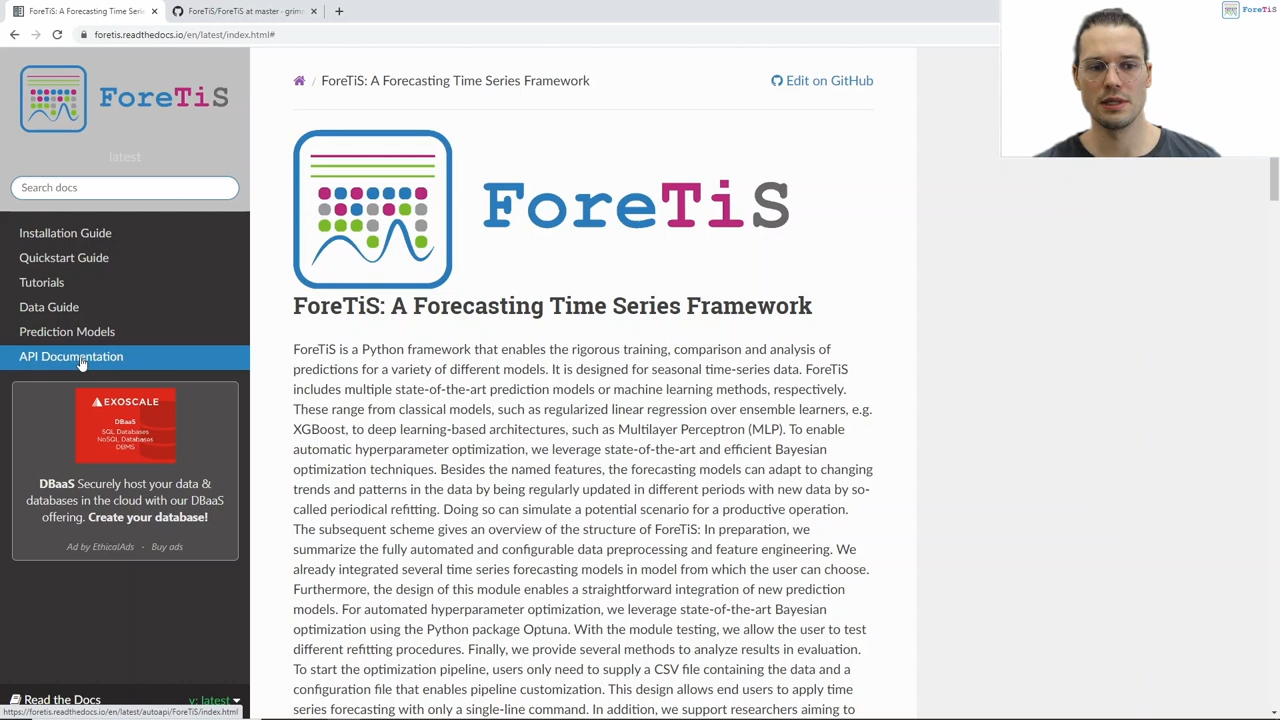 ForeTiS: A Forecasting Time Seri
ForeTiS/ForeTiS at master · grim
foretis.readthedocs.io/en/latest/index.html#
ForeTiS
ForeTiS
latest
Search docs
Installation Guide
Quickstart Guide
Tutorials
Data Guide
Prediction Models
API Documentation
EXOSCALE
DBaaS
SQL Databases
NoSQL Databases
DBMS
DBaaS Securely host your data &
databases in the cloud with our DBaaS
offering. Create your database!
Ad by EthicalAds · Buy ads
Read the Docs
v: latest
https://foretis.readthedocs.io/en/latest/autoapi/ForeTiS/index.html
/ ForeTiS: A Forecasting Time Series Framework
Edit on GitHub
ForeTiS
ForeTiS: A Forecasting Time Series Framework
ForeTiS is a Python framework that enables the rigorous training, comparison and analysis of
predictions for a variety of different models. It is designed for seasonal time-series data. ForeTiS
includes multiple state-of-the-art prediction models or machine learning methods, respectively.
These range from classical models, such as regularized linear regression over ensemble learners, e.g.
XGBoost, to deep learning-based architectures, such as Multilayer Perceptron (MLP). To enable
automatic hyperparameter optimization, we leverage state-of-the-art and efficient Bayesian
optimization techniques. Besides the named features, the forecasting models can adapt to changing
trends and patterns in the data by being regularly updated in different periods with new data by so-
called periodical refitting. Doing so can simulate a potential scenario for a productive operation.
The subsequent scheme gives an overview of the structure of ForeTiS: In preparation, we
summarize the fully automated and configurable data preprocessing and feature engineering. We
already integrated several time series forecasting models in model from which the user can choose.
Furthermore, the design of this module enables a straightforward integration of new prediction
models. For automated hyperparameter optimization, we leverage state-of-the-art Bayesian
optimization using the Python package Optuna. With the module testing, we allow the user to test
different refitting procedures. Finally, we provide several methods to analyze results in evaluation.
To start the optimization pipeline, users only need to supply a CSV file containing the data and a
configuration file that enables pipeline customization. This design allows end users to apply time
series forecasting with only a single-line command. In addition, we support researchers aiming to